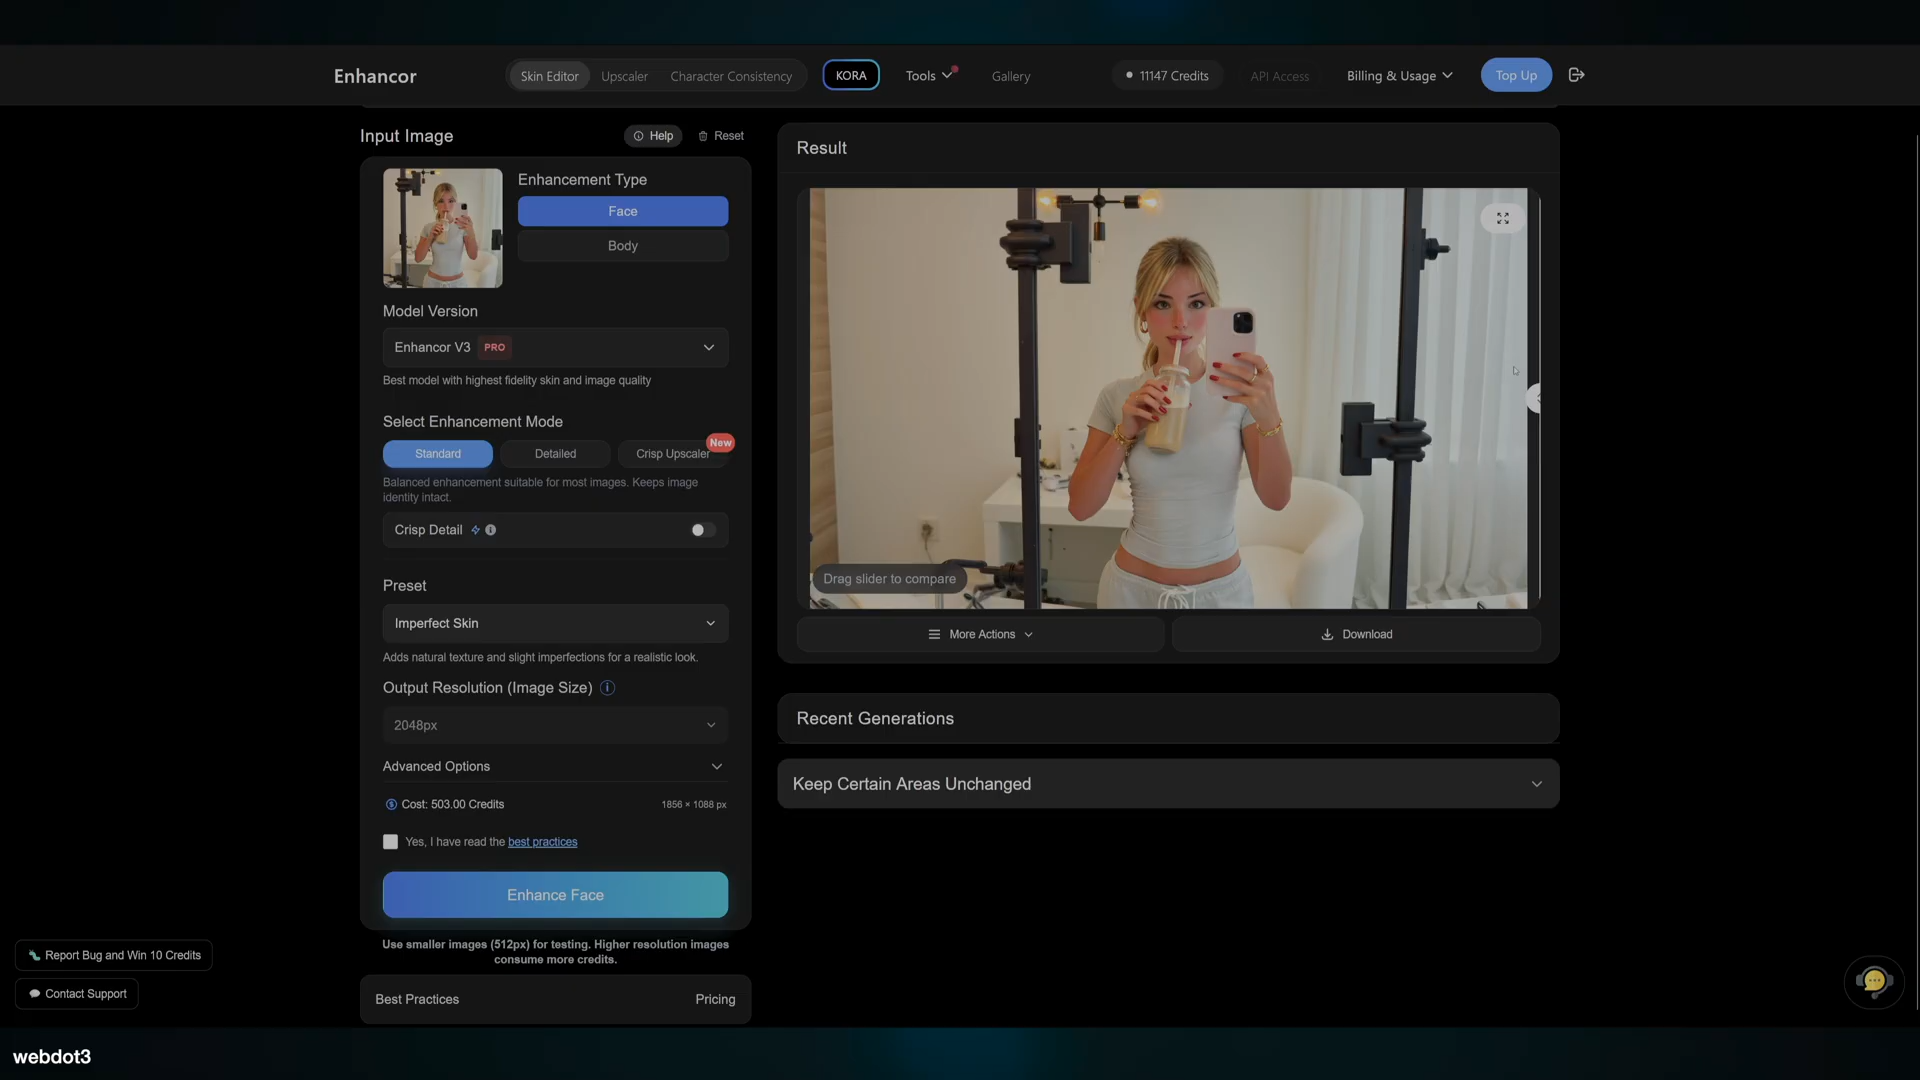 Enhancor
Skin Editor
Upscaler
Character Consistency
KORA
Tools
Gallery
11147 Credits
API Access
Billing & Usage
Top Up
Input Image
Help
Reset
Enhancement Type
Face
Body
Model Version
Enhancor V3 PRO
Best model with highest fidelity skin and image quality
Select Enhancement Mode
New
Standard
Detailed
Crisp Upscaler
Balanced enhancement suitable for most images. Keeps image
identity intact.
Crisp Detail
Preset
Imperfect Skin
Adds natural texture and slight imperfections for a realistic look.
Output Resolution (Image Size)
2048px
Advanced Options
Cost: 503.00 Credits
1856 × 1088 px
Yes, I have read the best practices
Enhance Face
Use smaller images (512px) for testing. Higher resolution images
consume more credits.
Best Practices
Pricing
Result
Drag slider to compare
More Actions
Download
Recent Generations
Keep Certain Areas Unchanged
Report Bug and Win 10 Credits
Contact Support
webdot3